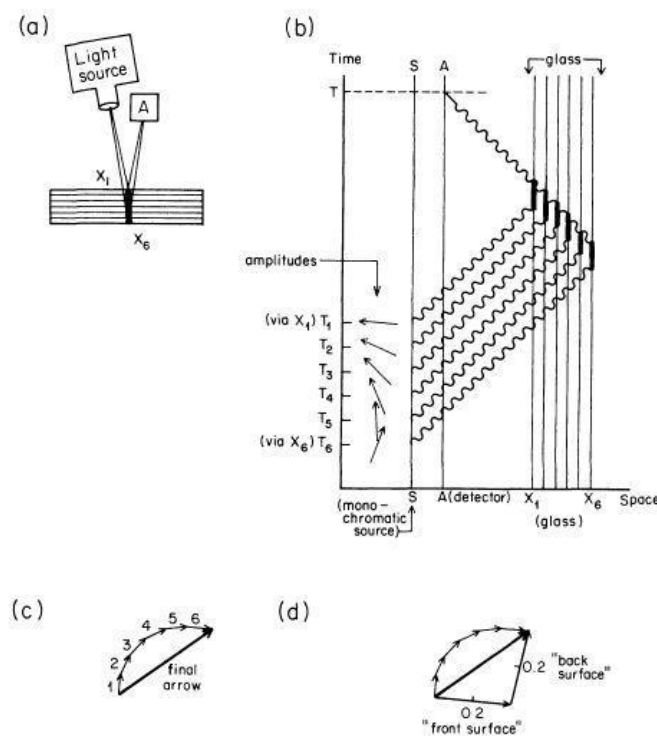 (a)
Light
source
A
X1
X6
(b)
Time
S A glass
T
amplitudes
(via X1) T1
T2
T3
T4
T5
(via X6) T6
S A (detector) X1 X6 Space
(mono-
chromatic
source)
(glass)
(c)
1 2 3 4 5 6
final
arrow
(d)
"back
surface"
0.2
0.2
"front surface"